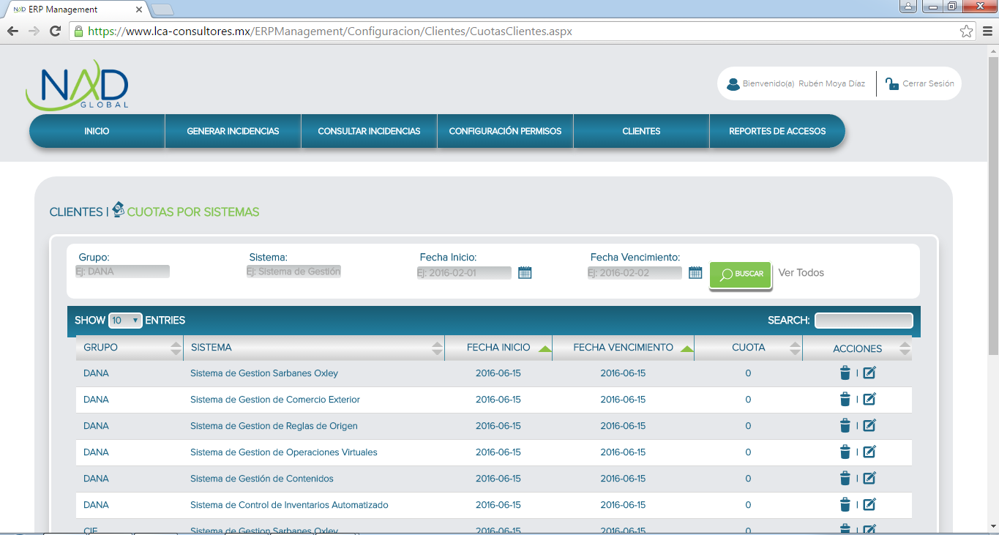 NAD ERP Management
https://www.lca-consultores.mx/ERPManagement/Configuracion/Clientes/CuotasClientes.aspx
NAD
GLOBAL
Bienvenido(a) Rubén Moya Díaz
Cerrar Sesión
INICIO GENERAR INCIDENCIAS CONSULTAR INCIDENCIAS CONFIGURACIÓN PERMISOS CLIENTES REPORTES DE ACCESOS
CLIENTES | CUOTAS POR SISTEMAS
Grupo: Sistema: Fecha Inicio: Fecha Vencimiento:
Ej: DANA Ej: Sistema de Gestión Ej: 2016-02-01 Ej: 2016-02-02 BUSCAR Ver Todos
SHOW 10 ENTRIES SEARCH:
GRUPO SISTEMA FECHA INICIO FECHA VENCIMIENTO CUOTA ACCIONES
DANA Sistema de Gestion Sarbanes Oxley 2016-06-15 2016-06-15 0 |
DANA Sistema de Gestion de Comercio Exterior 2016-06-15 2016-06-15 0 |
DANA Sistema de Gestion de Reglas de Origen 2016-06-15 2016-06-15 0 |
DANA Sistema de Gestion de Operaciones Virtuales 2016-06-15 2016-06-15 0 |
DANA Sistema de Gestión de Contenidos 2016-06-15 2016-06-15 0 |
DANA Sistema de Control de Inventarios Automatizado 2016-06-15 2016-06-15 0 |
CIE Sistema de Gestion Sarbanes Oxley 2016-06-15 2016-06-15 0 |